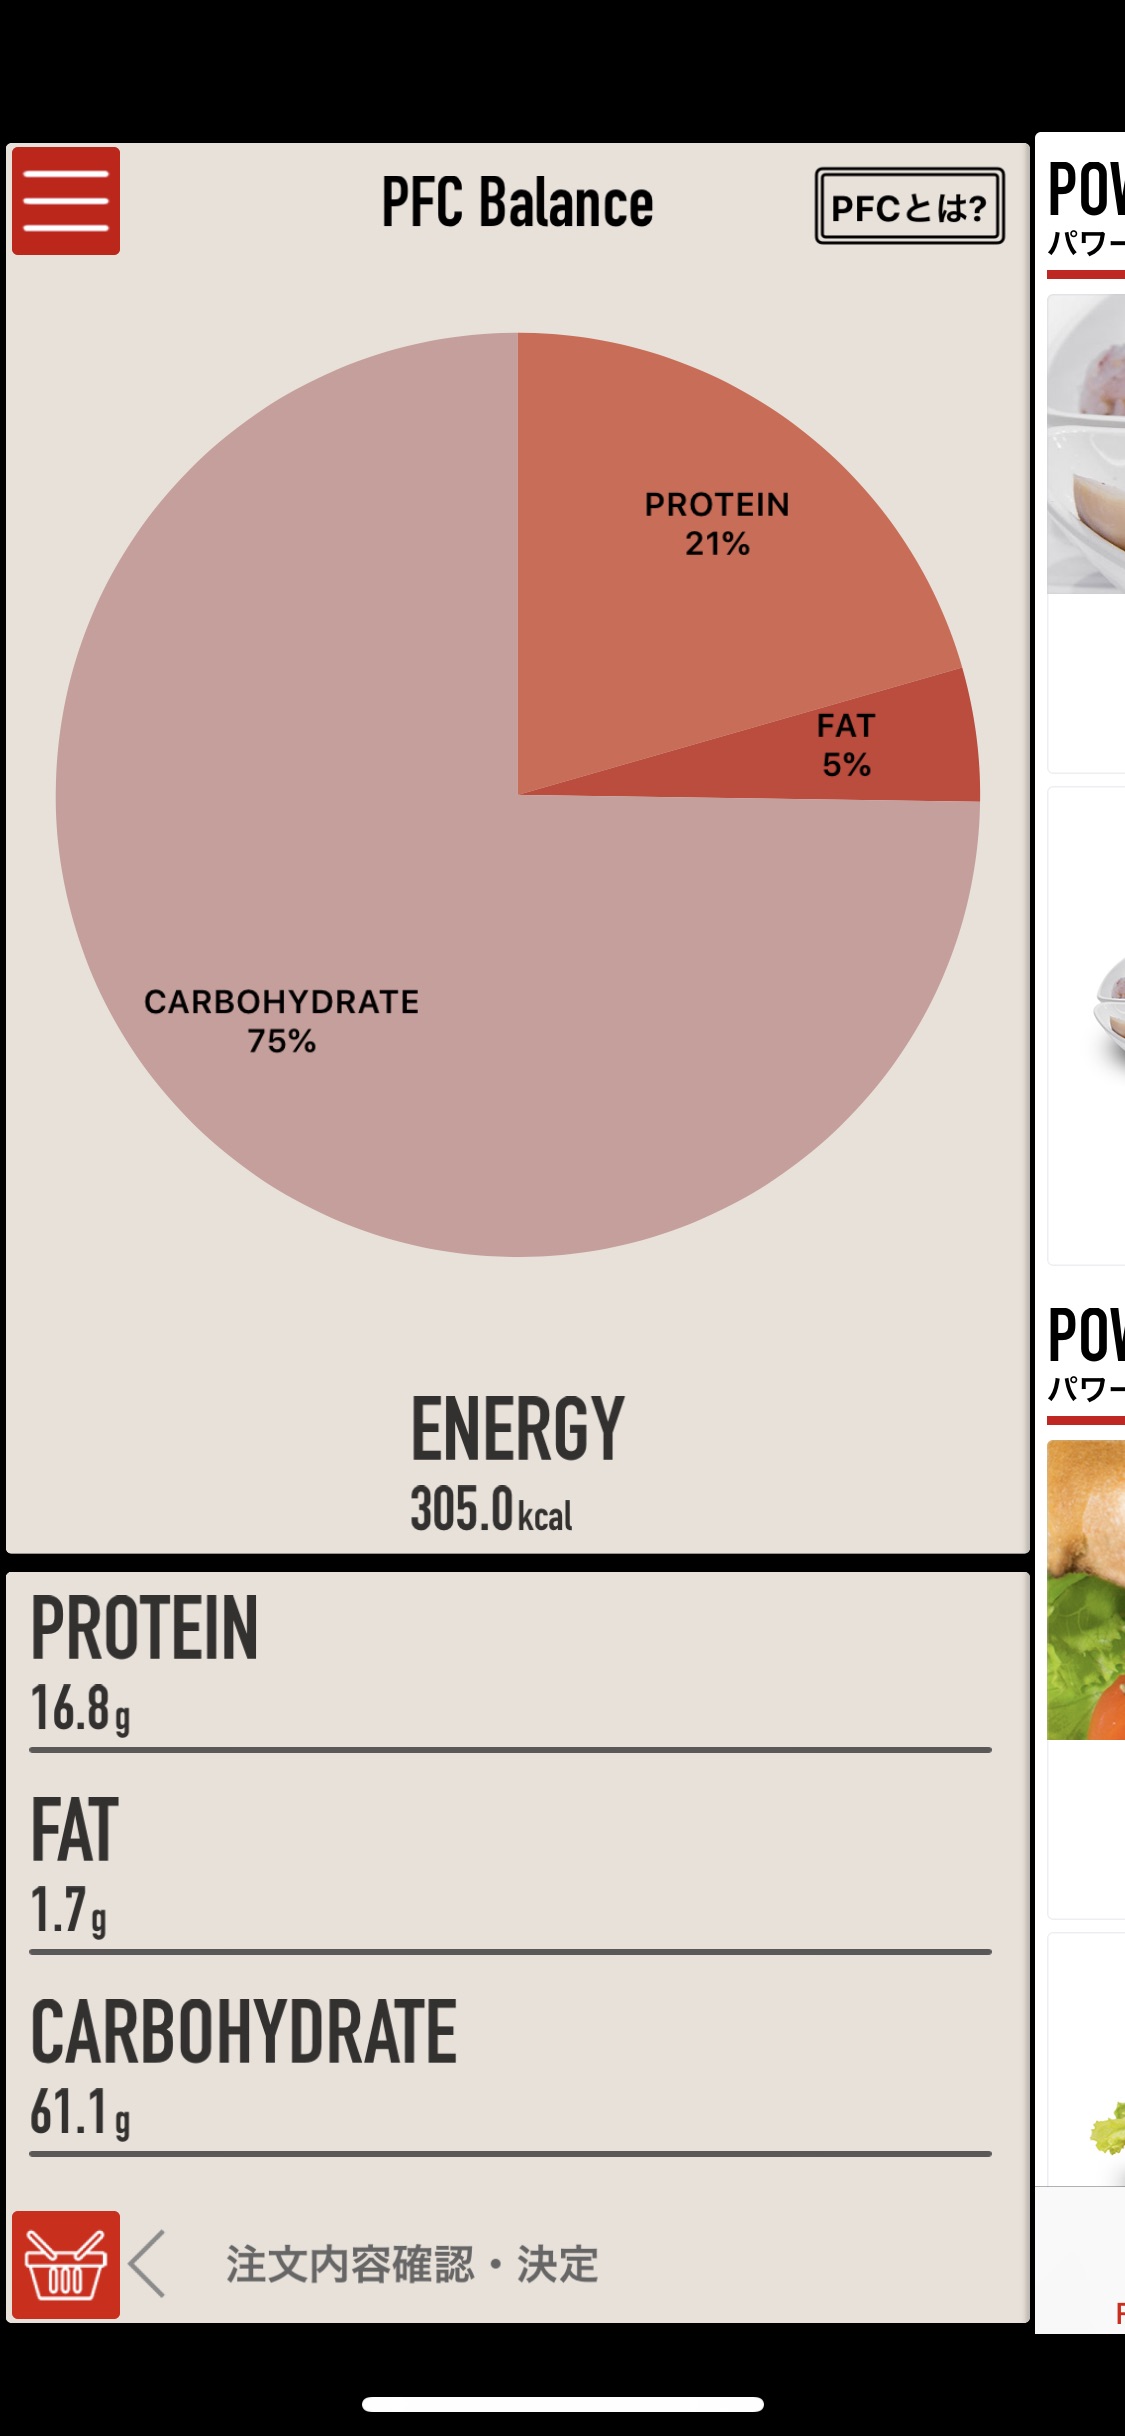 PFC Balance
PFCとは?
PROTEIN
21%
FAT
5%
CARBOHYDRATE
75%
ENERGY
305.0kcal
PROTEIN
16.8g
FAT
1.7g
CARBOHYDRATE
61.1g
注文内容確認・決定
パワー
パワー